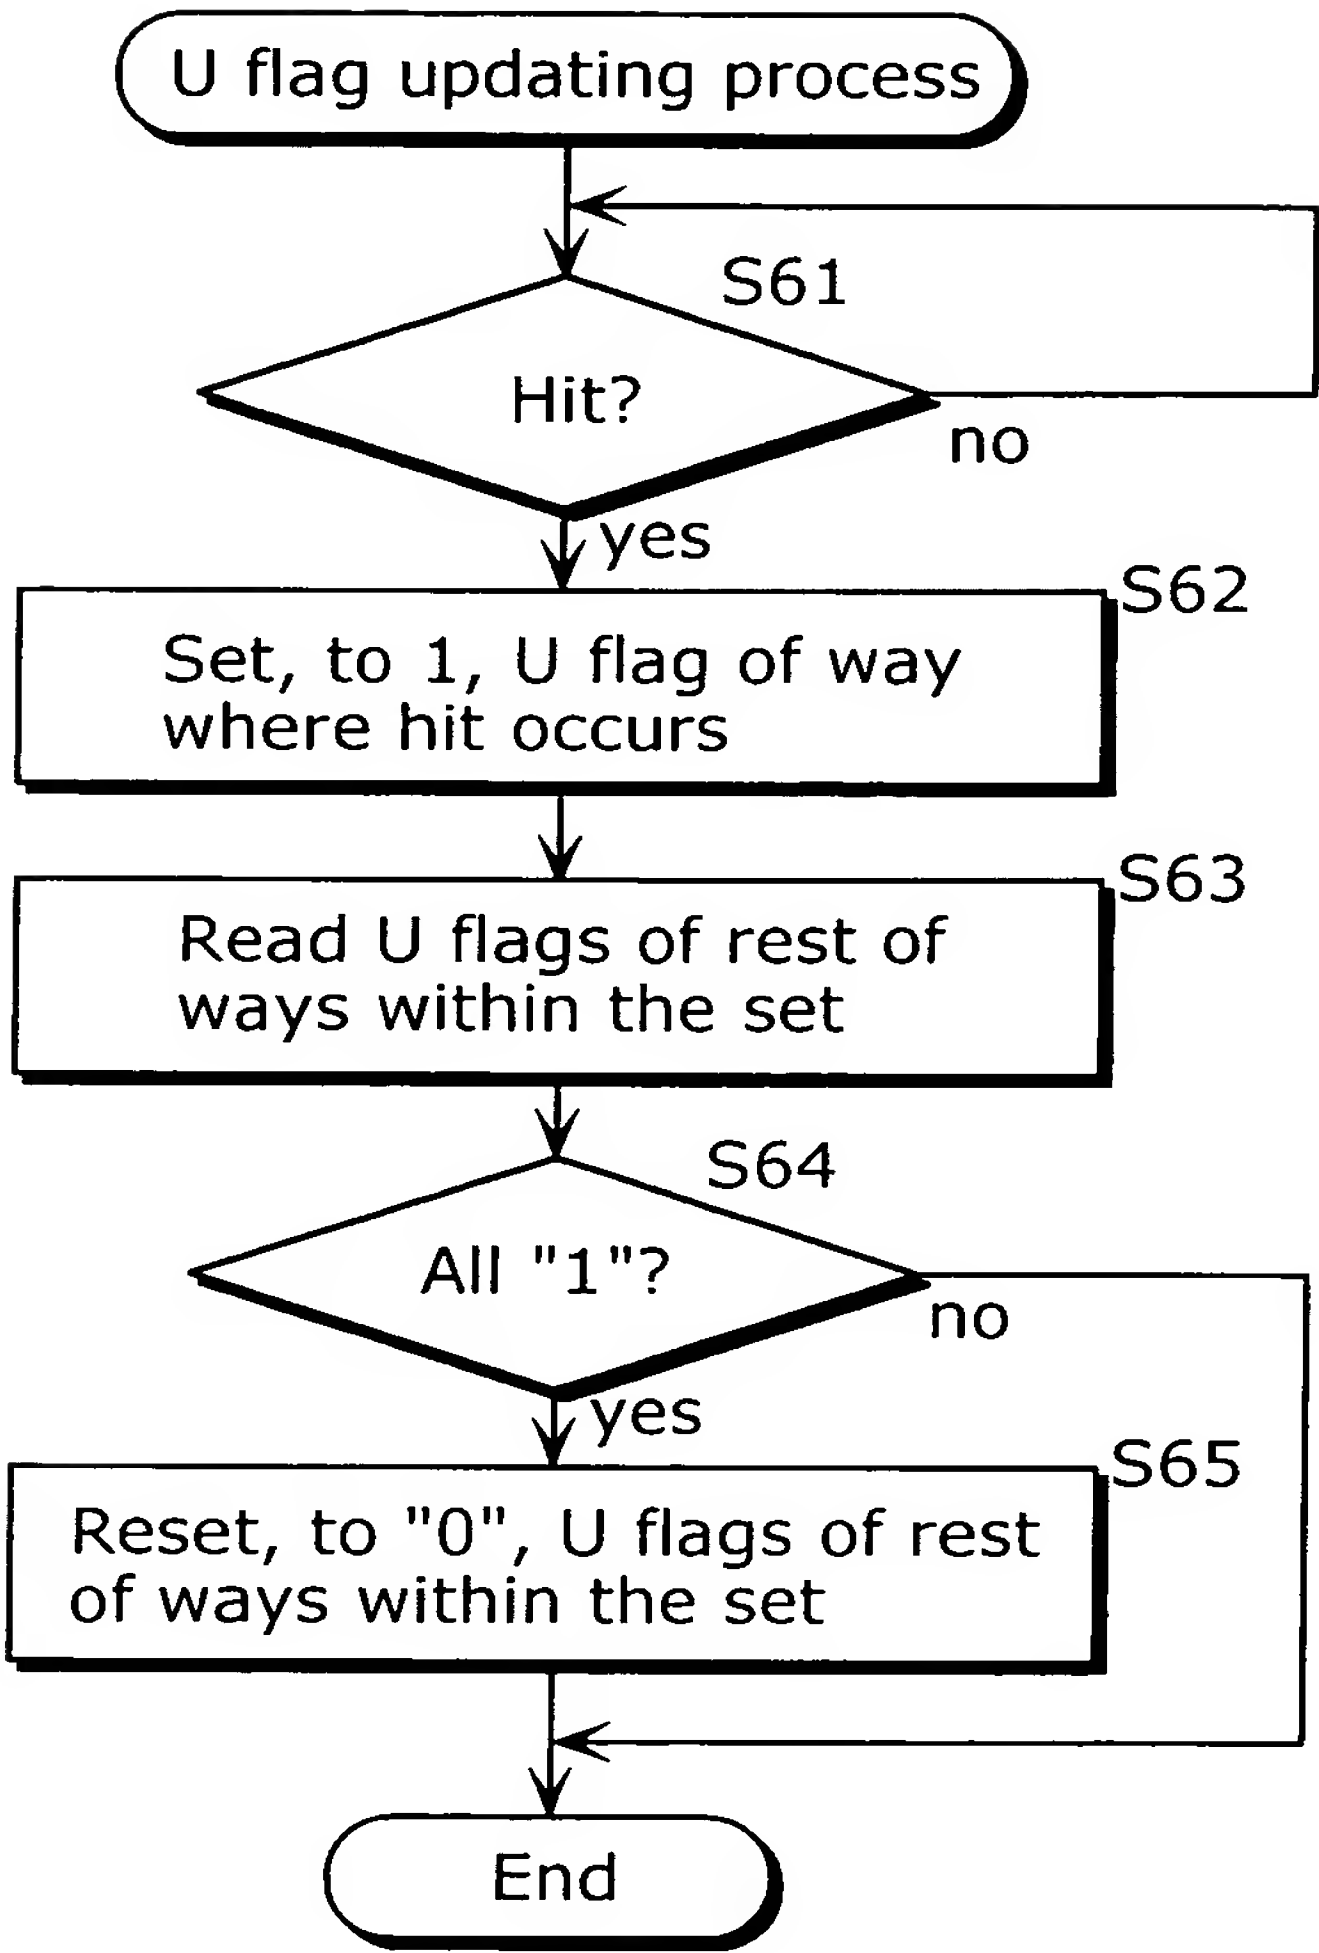 U flag updating process
S61
Hit?
no
yes
S62
Set, to 1, U flag of way
where hit occurs
S63
Read U flags of rest of
ways within the set
S64
All "1"?
no
yes
S65
Reset, to "0", U flags of rest
of ways within the set
End